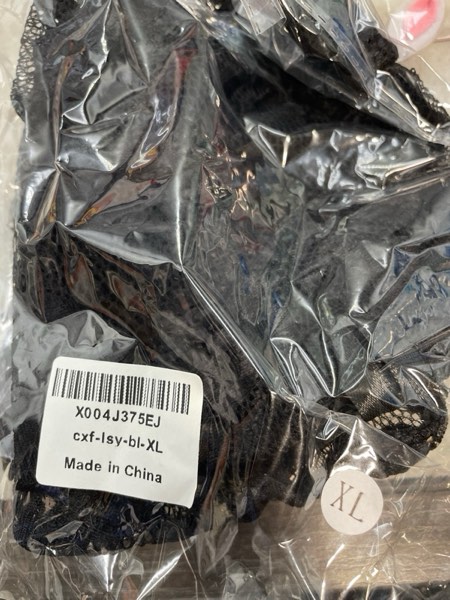 X004J375EJ
cxf-lsy-bl-XL
Made in China
XL